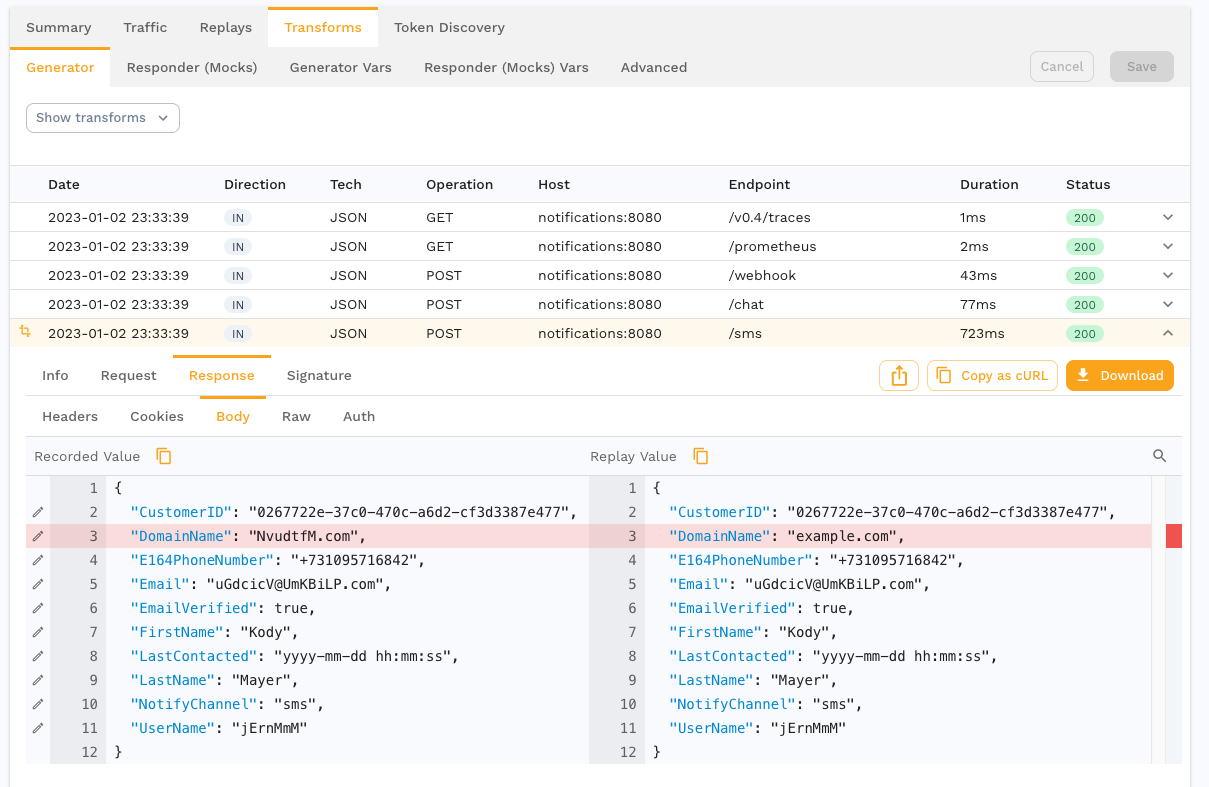 Summary Traffic Replays Transforms Token Discovery
Generator Responder (Mocks) Generator Vars Responder (Mocks) Vars Advanced Cancel Save
Show transforms
Date Direction Tech Operation Host Endpoint Duration Status
2023-01-02 23:33:39 IN JSON GET notifications:8080 /v0.4/traces 1ms 200
2023-01-02 23:33:39 IN JSON GET notifications:8080 /prometheus 2ms 200
2023-01-02 23:33:39 IN JSON POST notifications:8080 /webhook 43ms 200
2023-01-02 23:33:39 IN JSON POST notifications:8080 /chat 77ms 200
2023-01-02 23:33:39 IN JSON POST notifications:8080 /sms 723ms 200
Info Request Response Signature Copy as cURL Download
Headers Cookies Body Raw Auth
Recorded Value Replay Value
1 { 1 {
2 "CustomerID": "0267722e-37c0-470c-a6d2-cf3d3387e477", 2 "CustomerID": "0267722e-37c0-470c-a6d2-cf3d3387e477",
3 "DomainName": "NvudtfM.com", 3 "DomainName": "example.com",
4 "E164PhoneNumber": "+731095716842", 4 "E164PhoneNumber": "+731095716842",
5 "Email": "uGdcicV@UmKBiLP.com", 5 "Email": "uGdcicV@UmKBiLP.com",
6 "EmailVerified": true, 6 "EmailVerified": true,
7 "FirstName": "Kody", 7 "FirstName": "Kody",
8 "LastContacted": "yyyy-mm-dd hh:mm:ss", 8 "LastContacted": "yyyy-mm-dd hh:mm:ss",
9 "LastName": "Mayer", 9 "LastName": "Mayer",
10 "NotifyChannel": "sms", 10 "NotifyChannel": "sms",
11 "UserName": "jErnMmM" 11 "UserName": "jErnMmM"
12 } 12 }